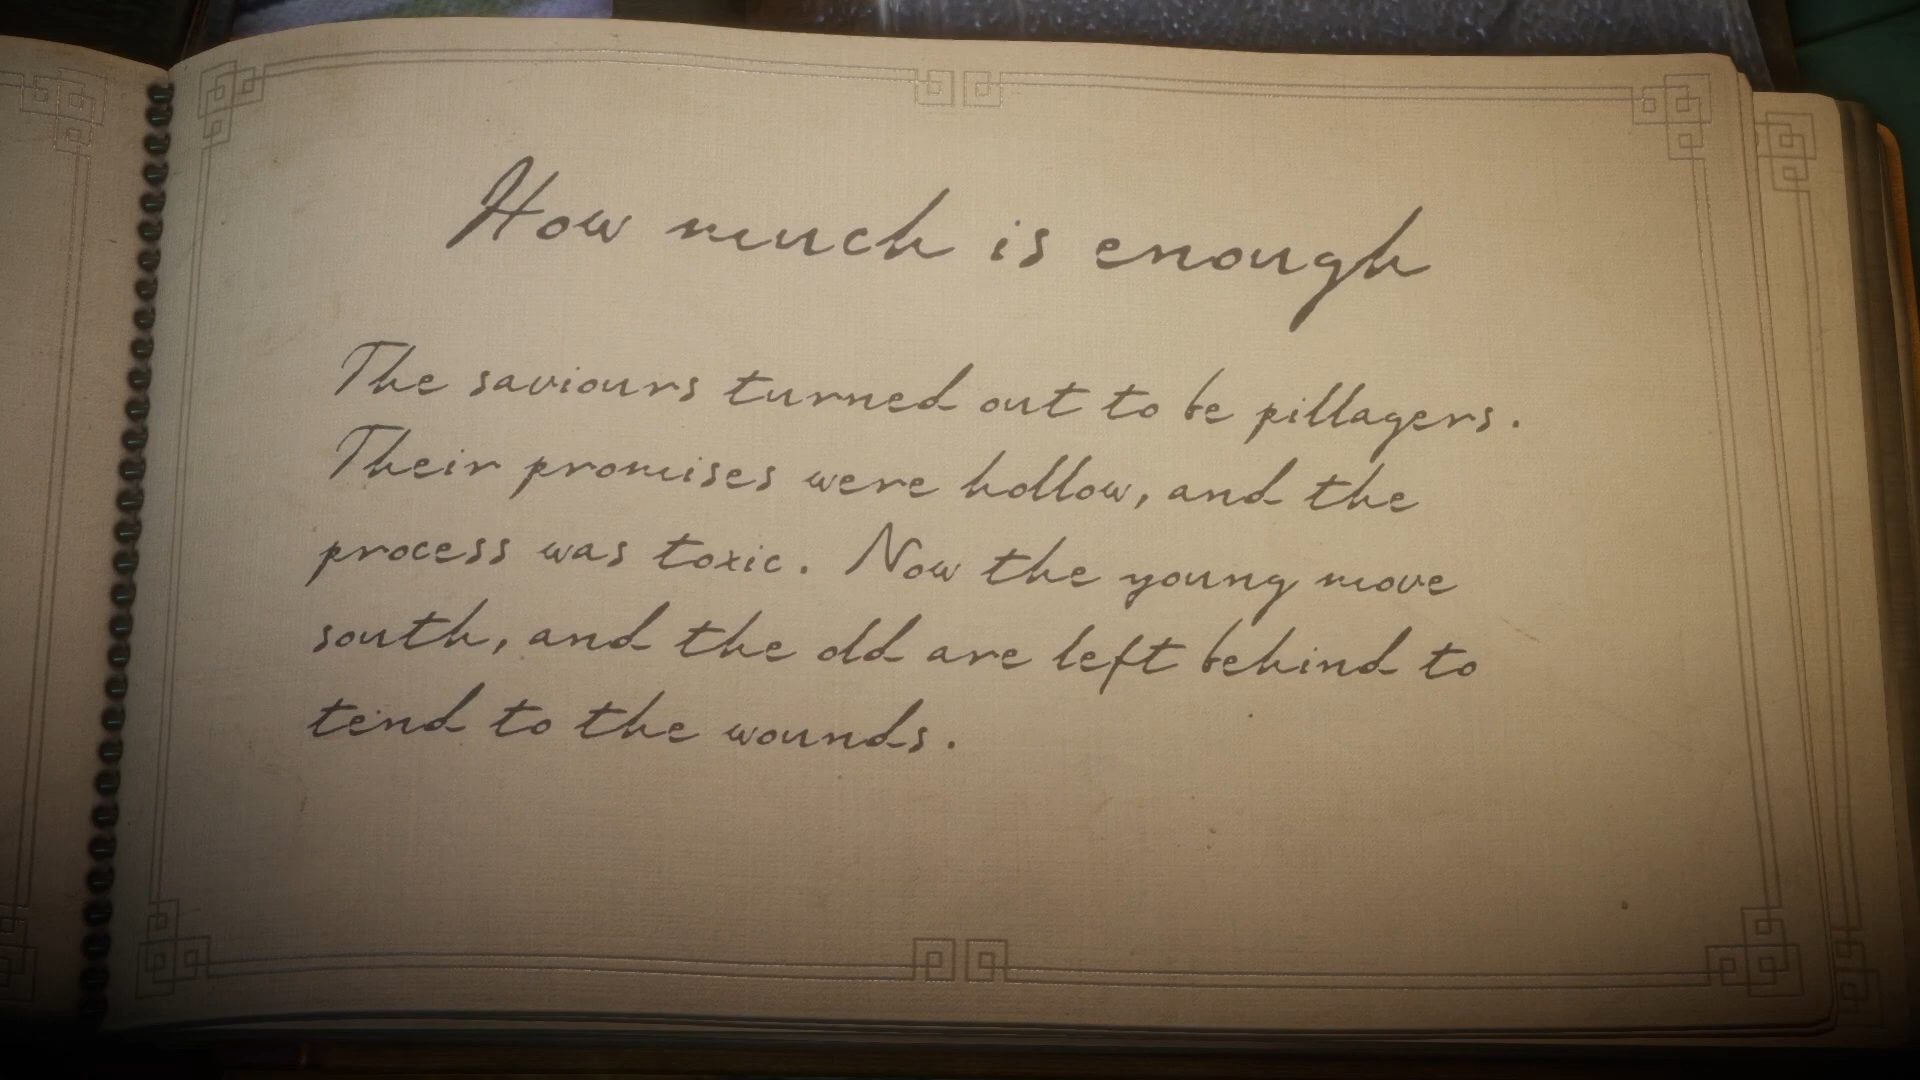 How much is enough
The saviours turned out to be pillagers.
Their promises were hollow, and the
process was toxic. Now the young move
south, and the old are left behind to
tend to the wounds.